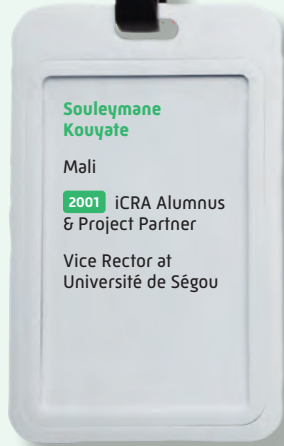 Souleymane
Kouyate
Mali
2001 iCRA Alumnus
& Project Partner
Vice Rector at
Université de Ségou